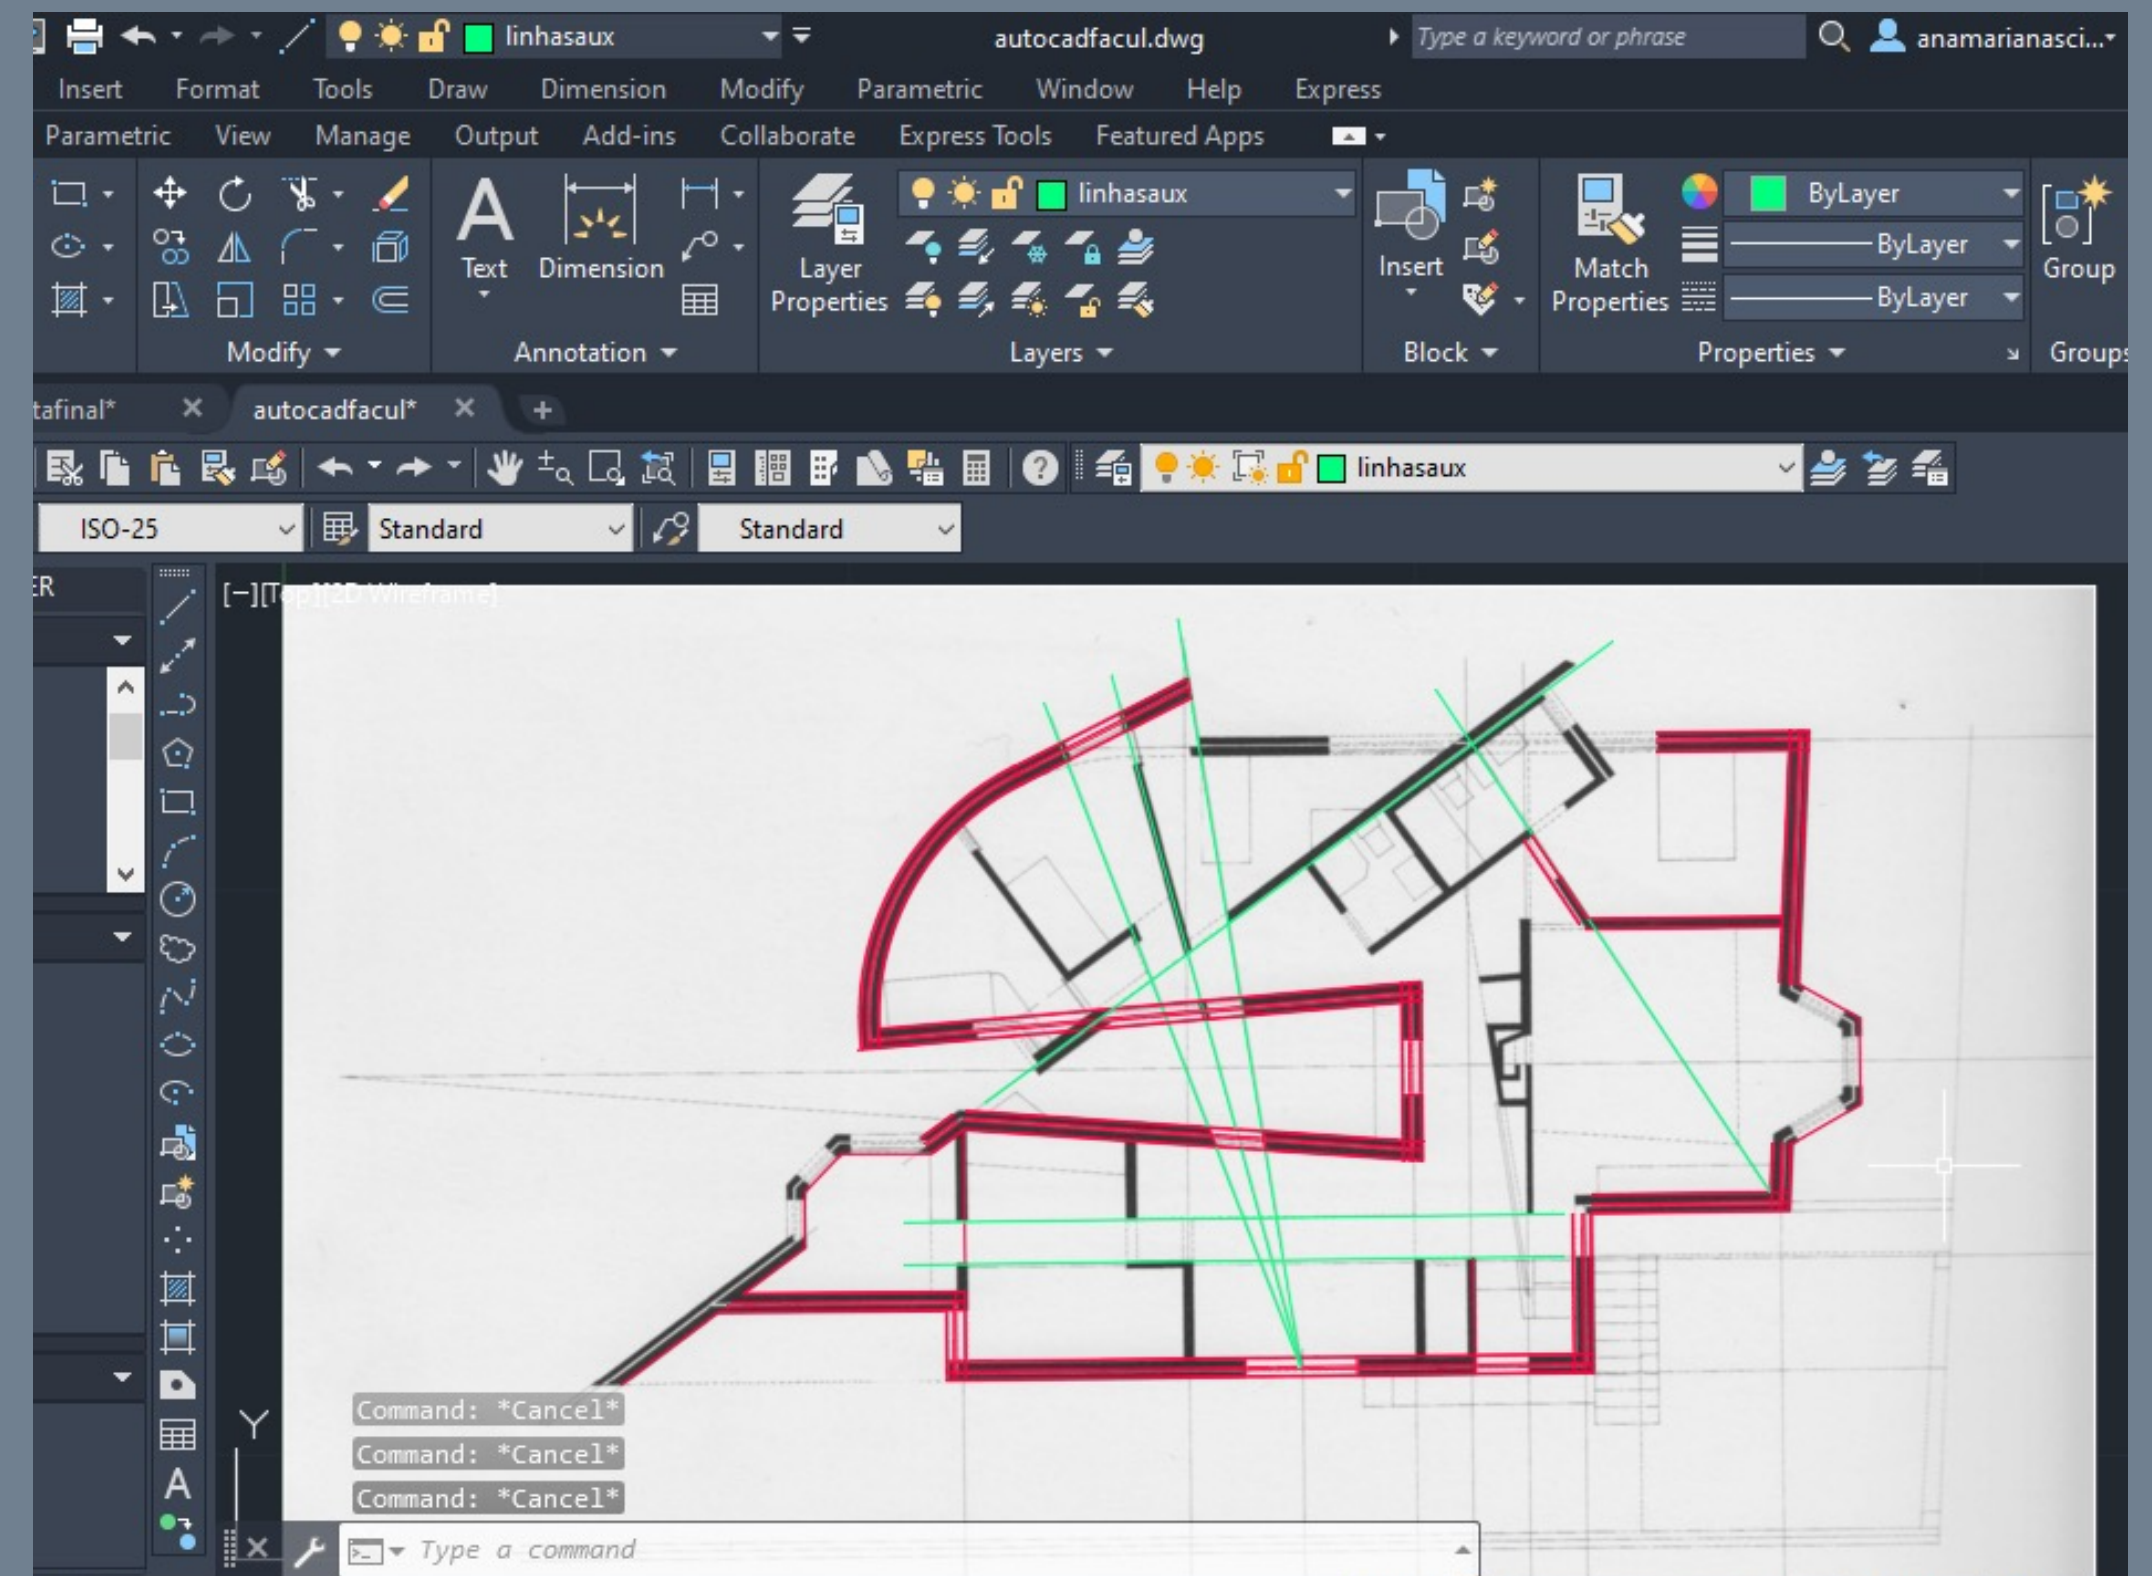 linhasaux
autocadfacul.dwg
Type a keyword or phrase
anamarianasci...
Insert Format Tools Draw Dimension Modify Parametric Window Help Express
Parametric View Manage Output Add-ins Collaborate Express Tools Featured Apps
linhasaux
ByLayer
Text Dimension
ByLayer
Layer Properties
Insert
Match Properties
Group
ByLayer
Modify Annotation Layers Block Properties Groups
tafinal* autocadfacul*
linhasaux
ISO-25 Standard Standard
ER
[−][Top][2D Wireframe]
Y
Command: *Cancel*
Command: *Cancel*
Command: *Cancel*
Type a command